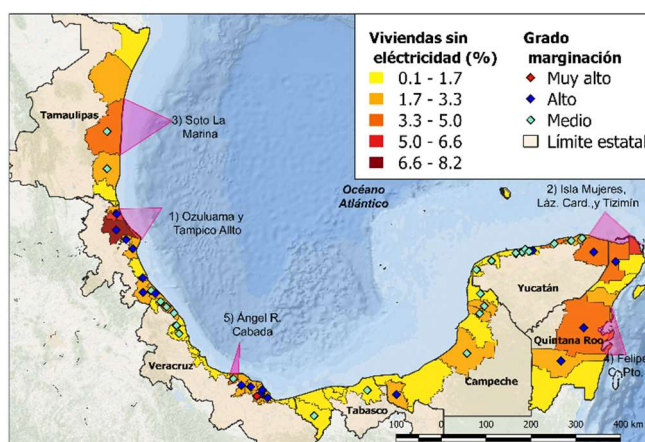 Viviendas sin
eléctricidad (%)
0.1 - 1.7
1.7 - 3.3
3.3 - 5.0
5.0 - 6.6
6.6 - 8.2
Grado
marginación
Muy alto
Alto
Medio
Límite estatal
Tamaulipas
3) Soto La
Marina
Océano
Atlántico
2) Isla Mujeres,
Láz. Card.,y Tizimín
1) Ozuluama y
Tampico Allto
Yucatán
5) Ángel R.
Cabada
Quintana Roo
4) Felipe
C. Pto.
Veracruz
Campeche
Tabasco
100 0 100 200 300 400 km